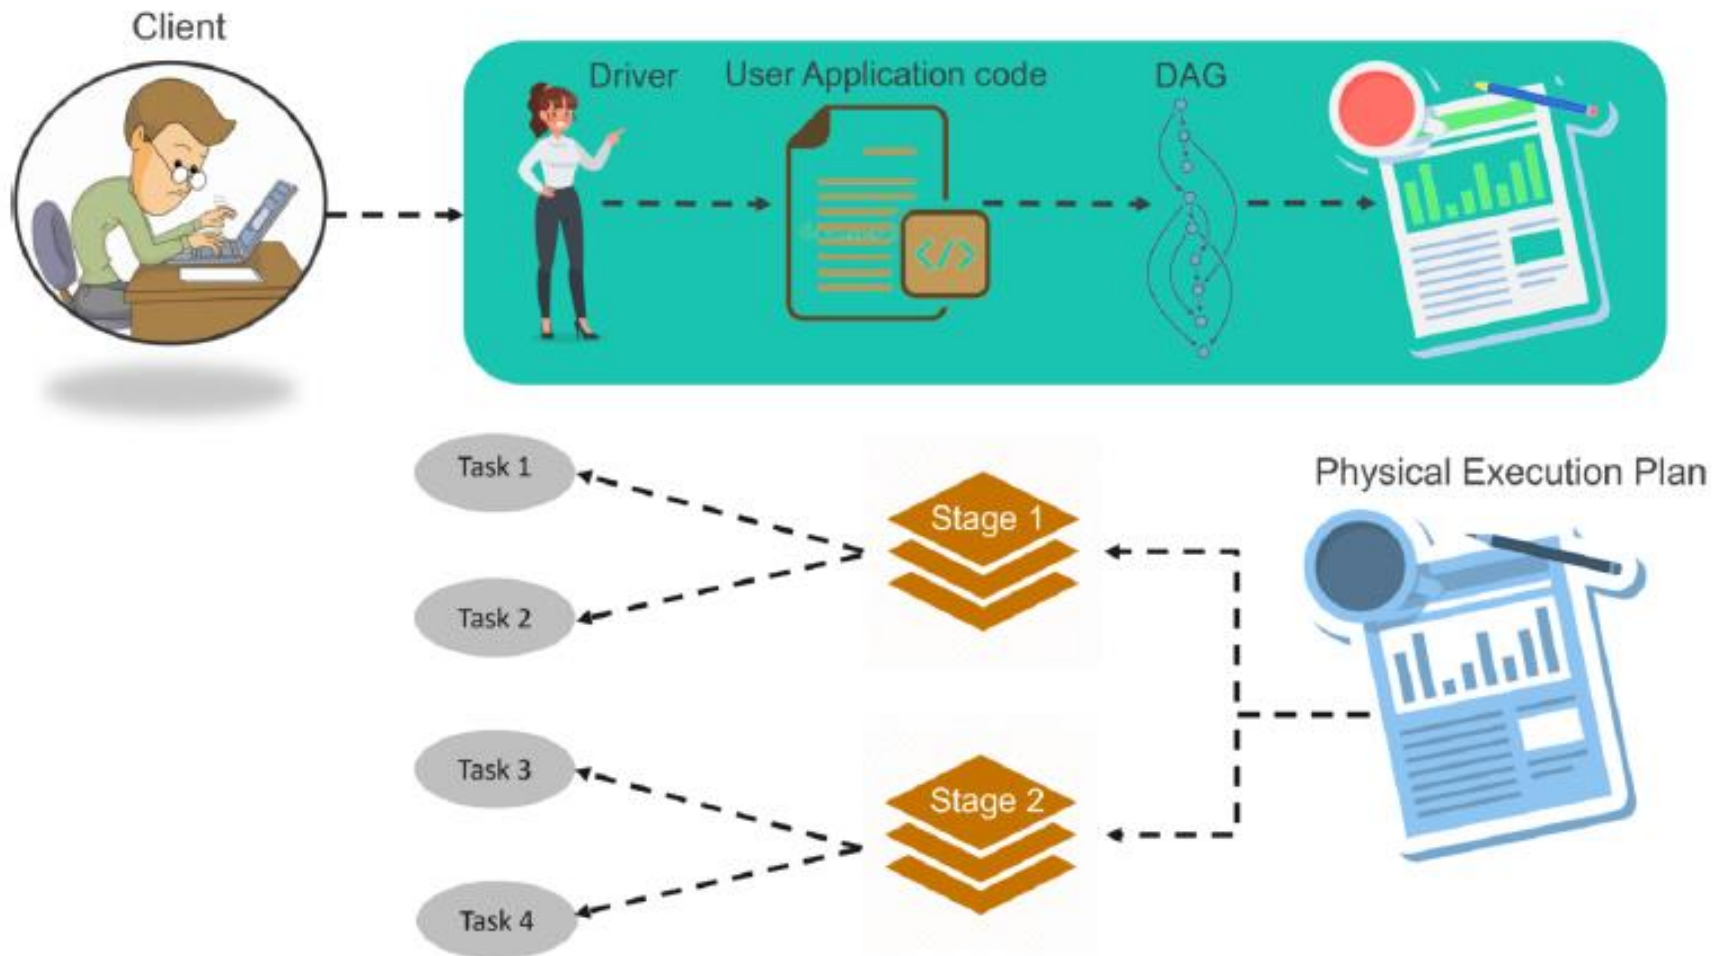 Client
Driver
User Application code
DAG
</>
Task 1
Stage 1
Physical Execution Plan
Task 2
Task 3
Stage 2
Task 4